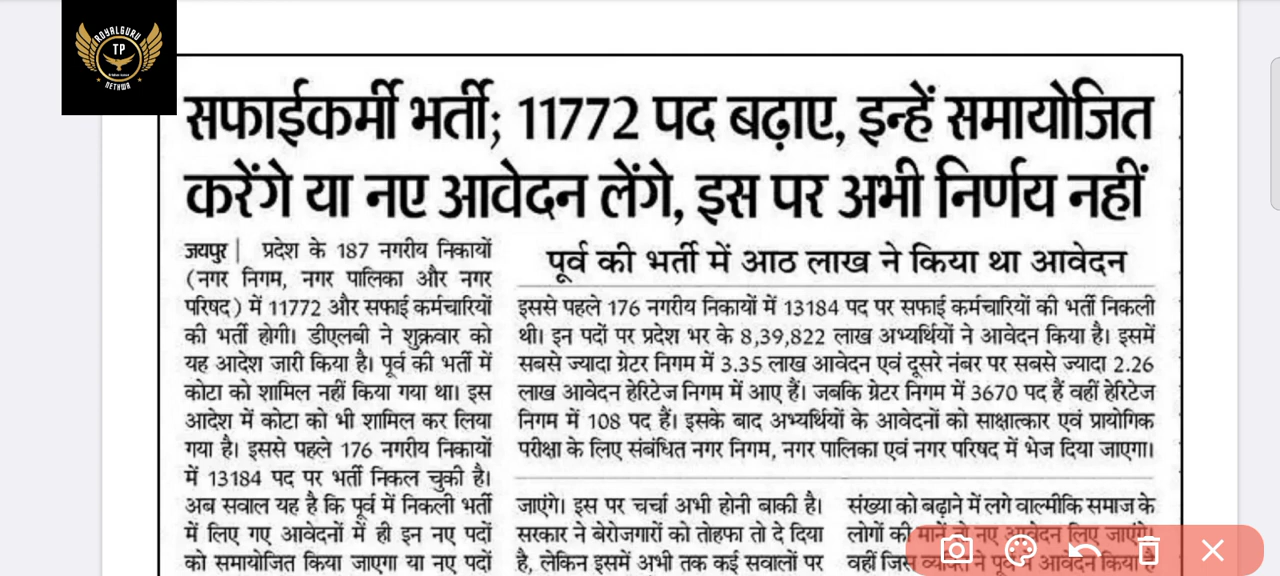 ROYALGURU
TP
NETHWA
सफाईकर्मी भर्ती; 11772 पद बढ़ाए, इन्हें समायोजित
करेंगे या नए आवेदन लेंगे, इस पर अभी निर्णय नहीं
जयपुर | प्रदेश के 187 नगरीय निकायों
(नगर निगम, नगर पालिका और नगर
परिषद) में 11772 और सफाई कर्मचारियों
की भर्ती होगी। डीएलबी ने शुक्रवार को
यह आदेश जारी किया है। पूर्व की भर्ती में
कोटा को शामिल नहीं किया गया था। इस
आदेश में कोटा को भी शामिल कर लिया
गया है। इससे पहले 176 नगरीय निकायों
में 13184 पद पर भर्ती निकल चुकी है।
अब सवाल यह है कि पूर्व में निकली भर्ती
में लिए गए आवेदनों में ही इन नए पदों
को समायोजित किया जाएगा या नए पदों
पूर्व की भर्ती में आठ लाख ने किया था आवेदन
इससे पहले 176 नगरीय निकायों में 13184 पद पर सफाई कर्मचारियों की भर्ती निकली
थी। इन पदों पर प्रदेश भर के 8,39,822 लाख अभ्यर्थियों ने आवेदन किया है। इसमें
सबसे ज्यादा ग्रेटर निगम में 3.35 लाख आवेदन एवं दूसरे नंबर पर सबसे ज्यादा 2.26
लाख आवेदन हेरिटेज निगम में आए हैं। जबकि ग्रेटर निगम में 3670 पद हैं वहीं हेरिटेज
निगम में 108 पद हैं। इसके बाद अभ्यर्थियों के आवेदनों को साक्षात्कार एवं प्रायोगिक
परीक्षा के लिए संबंधित नगर निगम, नगर पालिका एवं नगर परिषद में भेज दिया जाएगा।
जाएंगे। इस पर चर्चा अभी होनी बाकी है।
सरकार ने बेरोजगारों को तोहफा तो दे दिया
है, लेकिन इसमें अभी तक कई सवालों पर
संख्या को बढ़ाने में लगे वाल्मीकि समाज के
लोगों की मानें तो नए आवेदन लिए जाएंगे।
वहीं जिस व्यक्ति ने पूर्व में आवेदन किया है